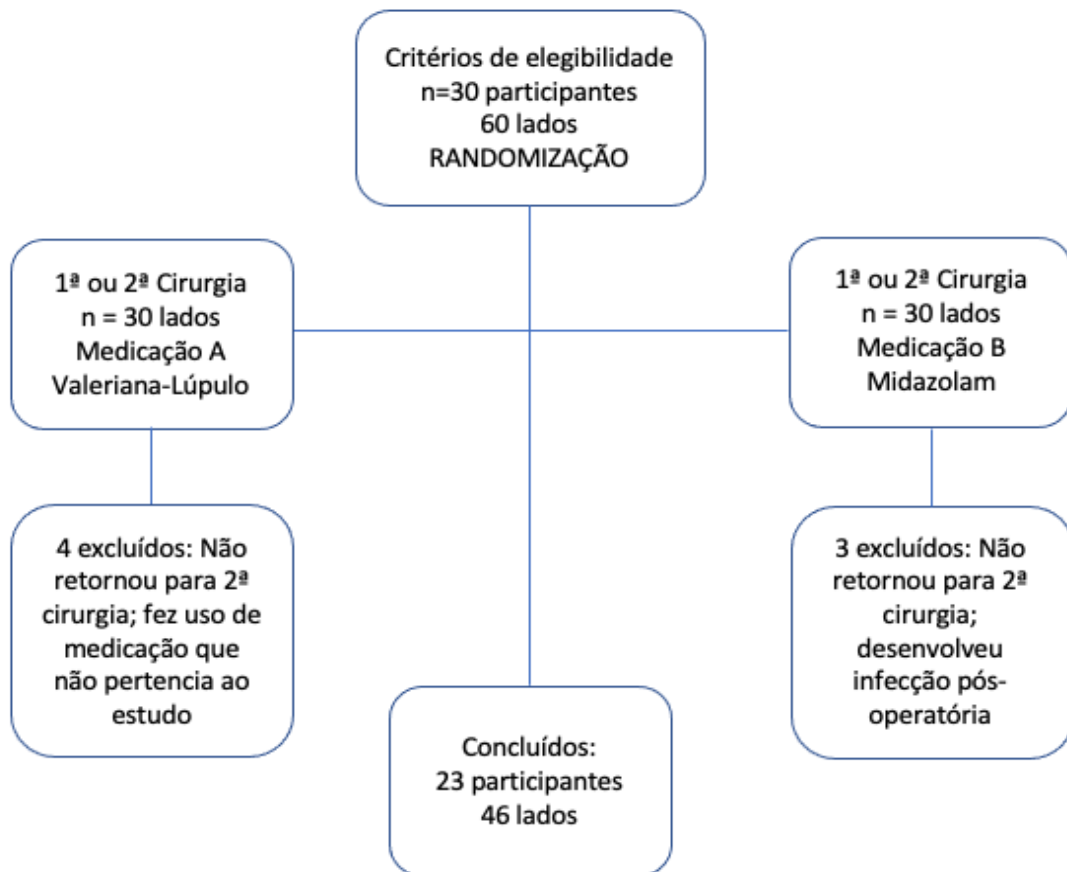 Critérios de elegibilidade
n=30 participantes
60 lados
RANDOMIZAÇÃO
1ª ou 2ª Cirurgia
n = 30 lados
Medicação A
Valeriana-Lúpulo
1ª ou 2ª Cirurgia
n = 30 lados
Medicação B
Midazolam
4 excluídos: Não
retornou para 2ª
cirurgia; fez uso de
medicação que
não pertencia ao
estudo
3 excluídos: Não
retornou para 2ª
cirurgia;
desenvolveu
infecção pós-
operatória
Concluídos:
23 participantes
46 lados